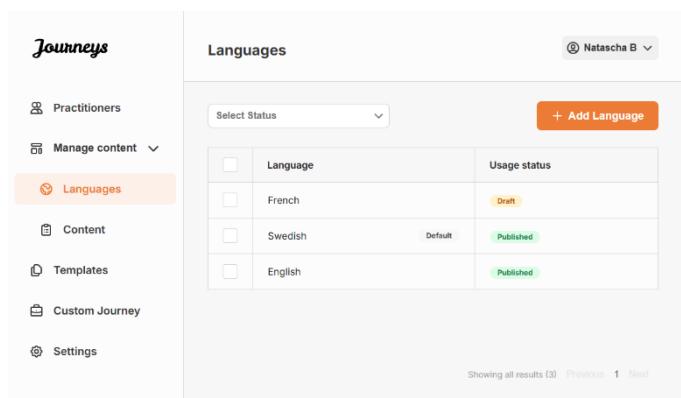 Journeys
Languages
Natascha B
Practitioners
Manage content
Languages
Content
Templates
Custom Journey
Settings
Select Status
+ Add Language
Language Usage status
French Draft
Swedish Default Published
English Published
Showing all results (3) Previous 1 Next